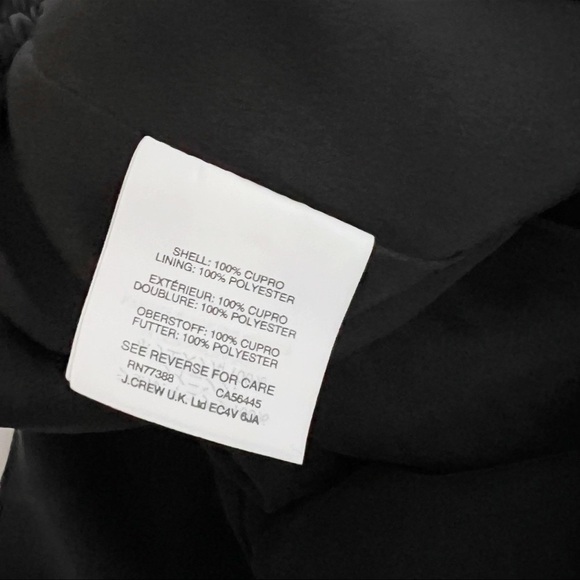 SHELL: 100% CUPRO
LINING: 100% POLYESTER
EXTÉRIEUR: 100% CUPRO
DOUBLURE: 100% POLYESTER
OBERSTOFF: 100% CUPRO
FUTTER: 100% POLYESTER
SEE REVERSE FOR CARE
RN77388 CA56445
J.CREW U.K. Ltd EC4V 6JA